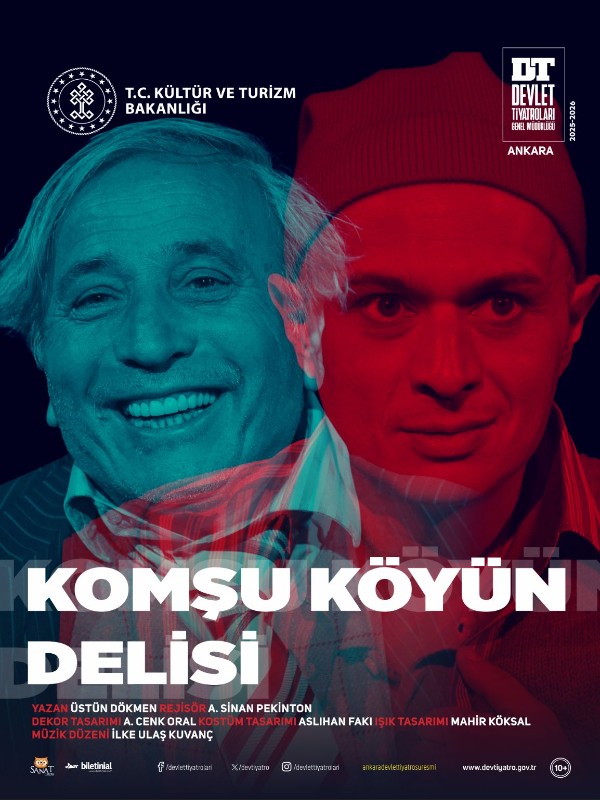 T.C. KÜLTÜR VE TURİZM
BAKANLIĞI
DT
DEVLET
TİYATROLARI
GENEL MÜDÜRLÜĞÜ
2025-2026
ANKARA
KOMŞU KÖYÜN
DELİSİ
YAZAN ÜSTÜN DÖKMEN REJİSÖR A. SİNAN PEKİNTON
DEKOR TASARIMI A. CENK ORAL KOSTÜM TASARIMI ASLIHAN FAKI IŞIK TASARIMI MAHİR KÖKSAL
MÜZİK DÜZENİ İLKE ULAŞ KUVANÇ
SANAT biletinial /devlettiyatrolari /devtiyatro /devlettiyatrolari ankaradevlettiyatrosuresmi www.devtiyatro.gov.tr 10+